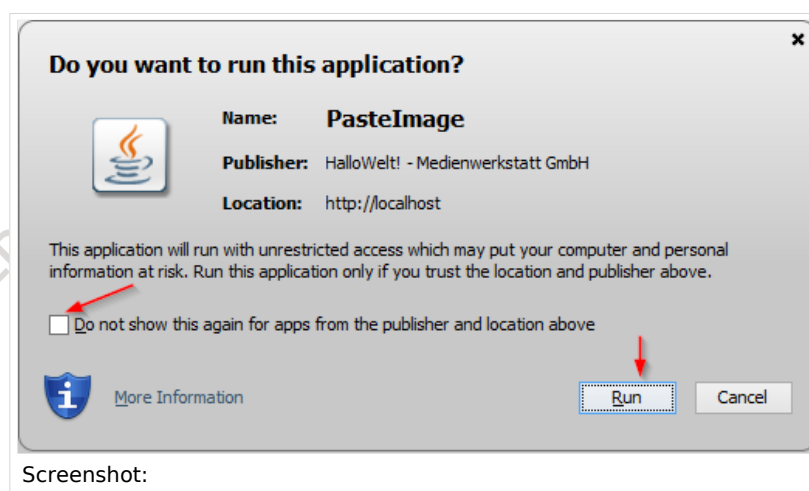 Do you want to run this application?
Name: PasteImage
Publisher: HalloWelt! - Medienwerkstatt GmbH
Location: http://localhost
This application will run with unrestricted access which may put your computer and personal
information at risk. Run this application only if you trust the location and publisher above.
Do not show this again for apps from the publisher and location above
More Information
Run
Cancel
Screenshot: